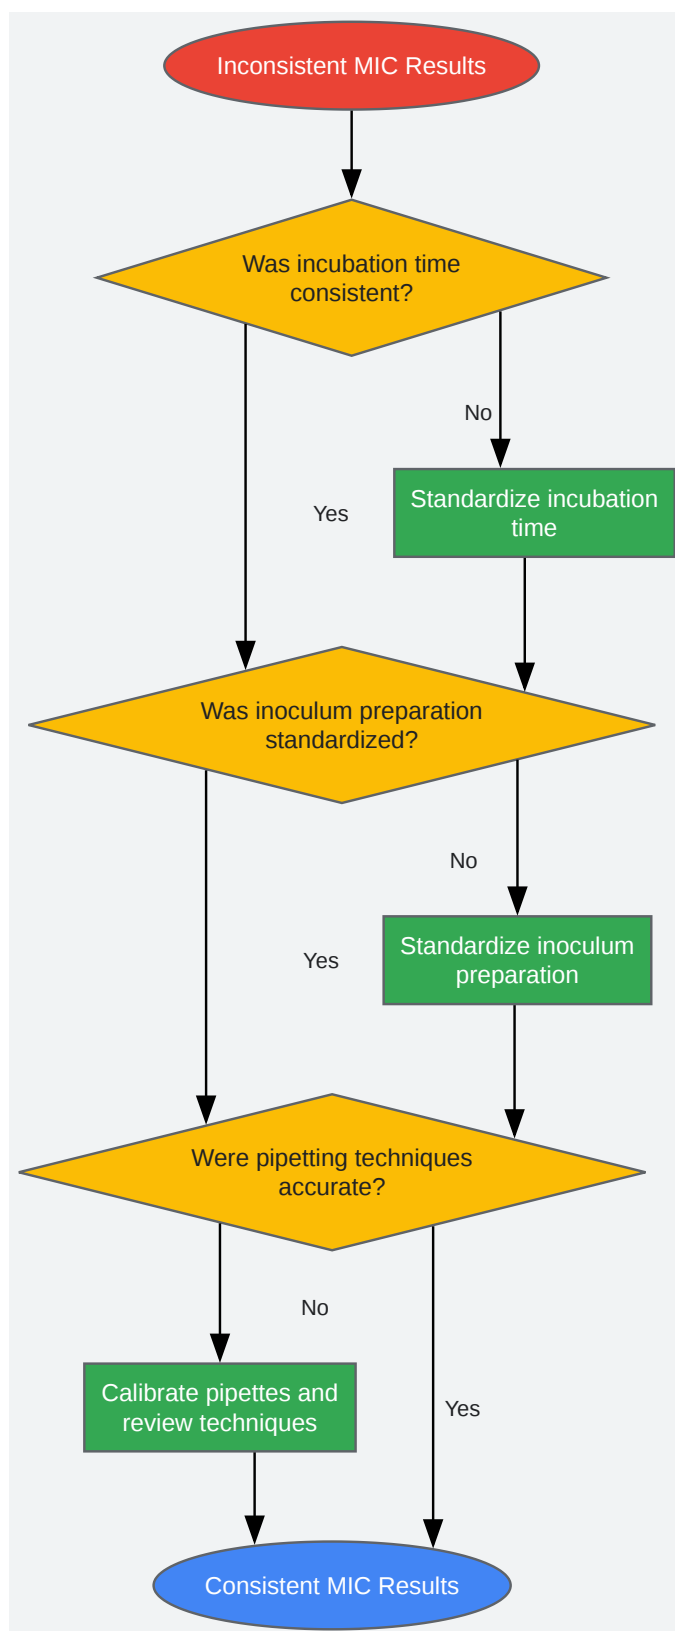 Inconsistent MIC Results
Was incubation time
consistent?
No
Standardize incubation
time
Yes
Was inoculum preparation
standardized?
No
Standardize inoculum
preparation
Yes
Were pipetting techniques
accurate?
No
Calibrate pipettes and
review techniques
Yes
Consistent MIC Results